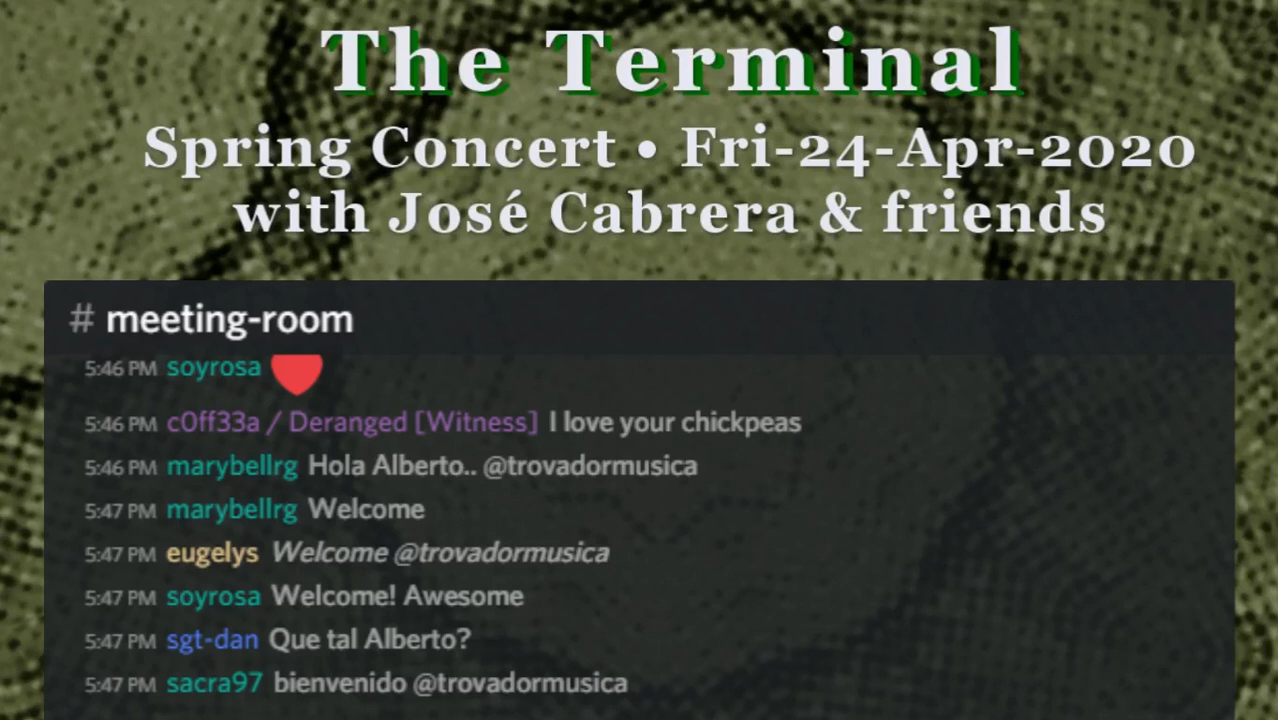 The Terminal
Spring Concert • Fri-24-Apr-2020
with José Cabrera & friends
# meeting-room
5:46 PM soyrosa
5:46 PM c0ff33a / Deranged [Witness] I love your chickpeas
5:46 PM marybellrg Hola Alberto.. @trovadormusica
5:47 PM marybellrg Welcome
5:47 PM eugelys Welcome @trovadormusica
5:47 PM soyrosa Welcome! Awesome
5:47 PM sgt-dan Que tal Alberto?
5:47 PM sacra97 bienvenido @trovadormusica